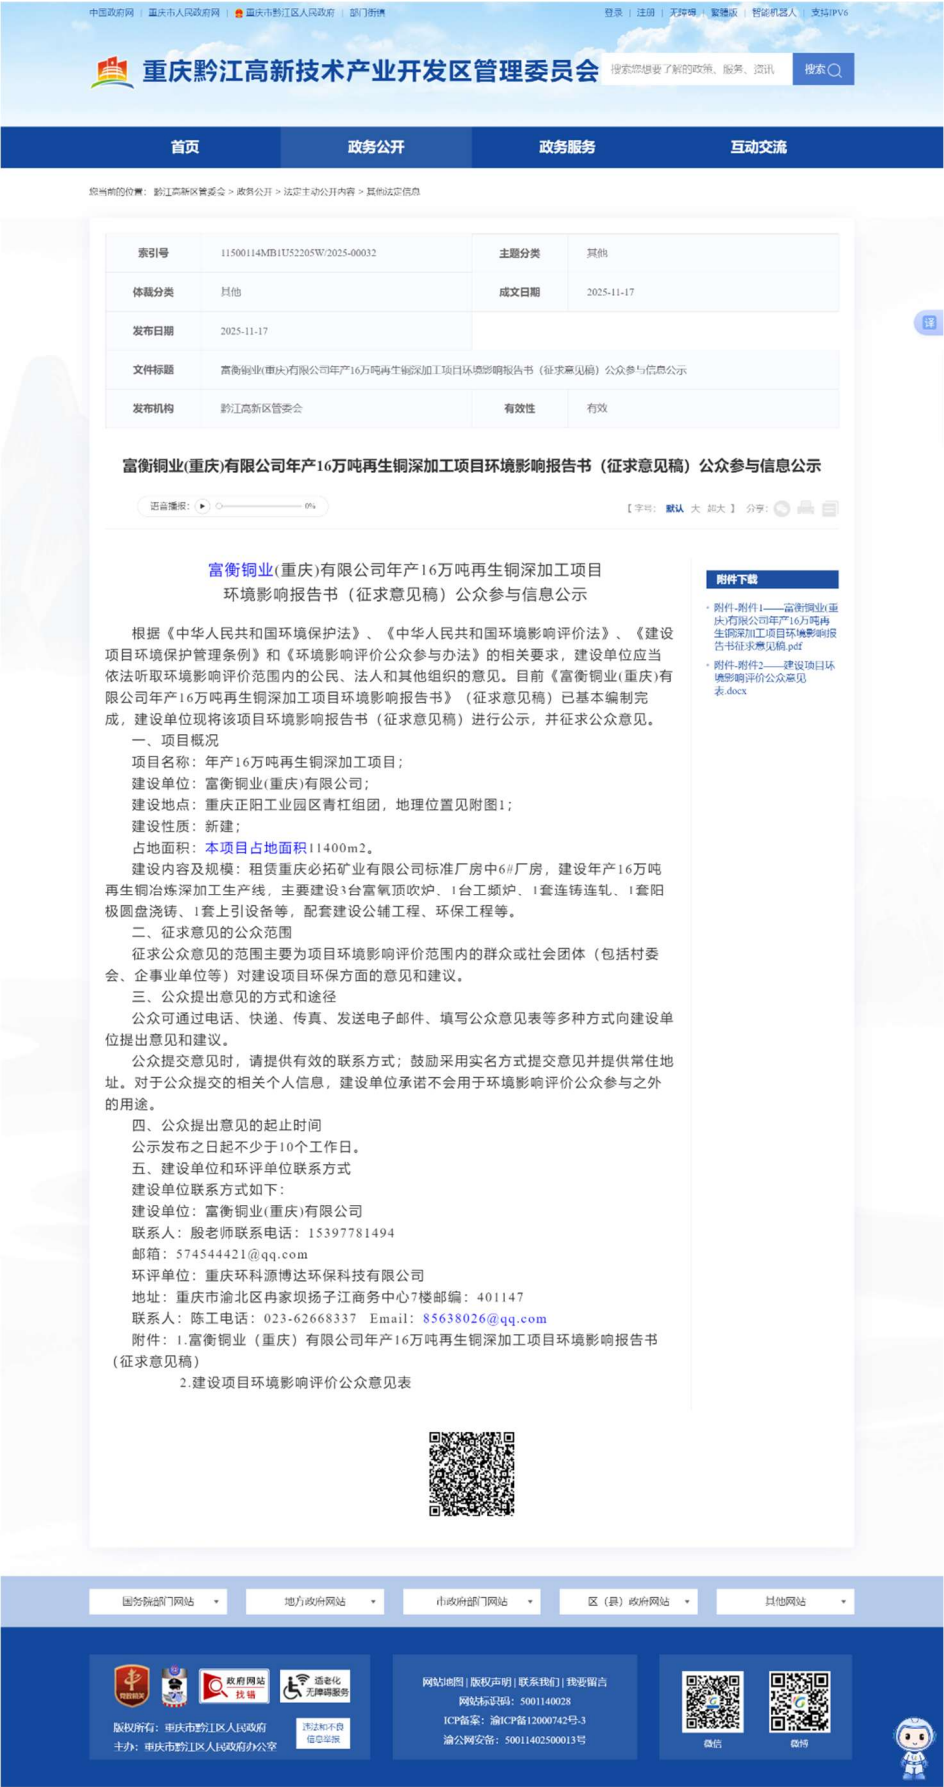 中国政府网 | 重庆市人民政府网 | 重庆市黔江区人民政府 | 部门街镇
登录 | 注册 | 无障碍 | 繁體版 | 智能机器人 | 支持IPV6
重庆黔江高新技术产业开发区管理委员会
搜索您想要了解的政策、服务、资讯
搜索
首页 政务公开 政务服务 互动交流
您当前的位置: 黔江高新区管委会 > 政务公开 > 法定主动公开内容 > 其他法定信息
索引号 11500114MB1U52205W/2025-00032 主题分类 其他
体裁分类 其他 成文日期 2025-11-17
发布日期 2025-11-17
文件标题 富衡铜业(重庆)有限公司年产16万吨再生铜深加工项目环境影响报告书（征求意见稿）公众参与信息公示
发布机构 黔江高新区管委会 有效性 有效
译
富衡铜业(重庆)有限公司年产16万吨再生铜深加工项目环境影响报告书（征求意见稿）公众参与信息公示
语音播报: 0%
【 字号: 默认 大 超大 】 分享:
富衡铜业(重庆)有限公司年产16万吨再生铜深加工项目
环境影响报告书（征求意见稿）公众参与信息公示
根据《中华人民共和国环境保护法》、《中华人民共和国环境影响评价法》、《建设
项目环境保护管理条例》和《环境影响评价公众参与办法》的相关要求，建设单位应当
依法听取环境影响评价范围内的公民、法人和其他组织的意见。目前《富衡铜业(重庆)有
限公司年产16万吨再生铜深加工项目环境影响报告书》（征求意见稿）已基本编制完
成，建设单位现将该项目环境影响报告书（征求意见稿）进行公示，并征求公众意见。
一、项目概况
项目名称：年产16万吨再生铜深加工项目；
建设单位：富衡铜业(重庆)有限公司；
建设地点：重庆正阳工业园区青杠组团，地理位置见附图1；
建设性质：新建；
占地面积：本项目占地面积11400m2。
建设内容及规模：租赁重庆必拓矿业有限公司标准厂房中6#厂房，建设年产16万吨
再生铜冶炼深加工生产线，主要建设3台富氧顶吹炉、1台工频炉、1套连铸连轧、1套阳
极圆盘浇铸、1套上引设备等，配套建设公辅工程、环保工程等。
二、征求意见的公众范围
征求公众意见的范围主要为项目环境影响评价范围内的群众或社会团体（包括村委
会、企事业单位等）对建设项目环保方面的意见和建议。
三、公众提出意见的方式和途径
公众可通过电话、快递、传真、发送电子邮件、填写公众意见表等多种方式向建设单
位提出意见和建议。
公众提交意见时，请提供有效的联系方式；鼓励采用实名方式提交意见并提供常住地
址。对于公众提交的相关个人信息，建设单位承诺不会用于环境影响评价公众参与之外
的用途。
四、公众提出意见的起止时间
公示发布之日起不少于10个工作日。
五、建设单位和环评单位联系方式
建设单位联系方式如下：
建设单位：富衡铜业(重庆)有限公司
联系人：殷老师联系电话：15397781494
邮箱：574544421@qq.com
环评单位：重庆环科源博达环保科技有限公司
地址：重庆市渝北区冉家坝扬子江商务中心7楼邮编：401147
联系人：陈工电话：023-62668337 Email：85638026@qq.com
附件：1.富衡铜业（重庆）有限公司年产16万吨再生铜深加工项目环境影响报告书
（征求意见稿）
2.建设项目环境影响评价公众意见表
附件下载
附件-附件1——富衡铜业(重
庆)有限公司年产16万吨再
生铜深加工项目环境影响报
告书征求意见稿.pdf
附件-附件2——建设项目环
境影响评价公众意见
表.docx
国务院部门网站 地方政府网站 市政府部门网站 区（县）政府网站 其他网站
党政机关
政府网站
找错
适老化
无障碍服务
版权所有：重庆市黔江区人民政府
主办：重庆市黔江区人民政府办公室
违法和不良
信息举报
网站地图 | 版权声明 | 联系我们 | 我要留言
网站标识码：5001140028
ICP备案：渝ICP备12000742号-3
渝公网安备：50011402500013号
微信
微博